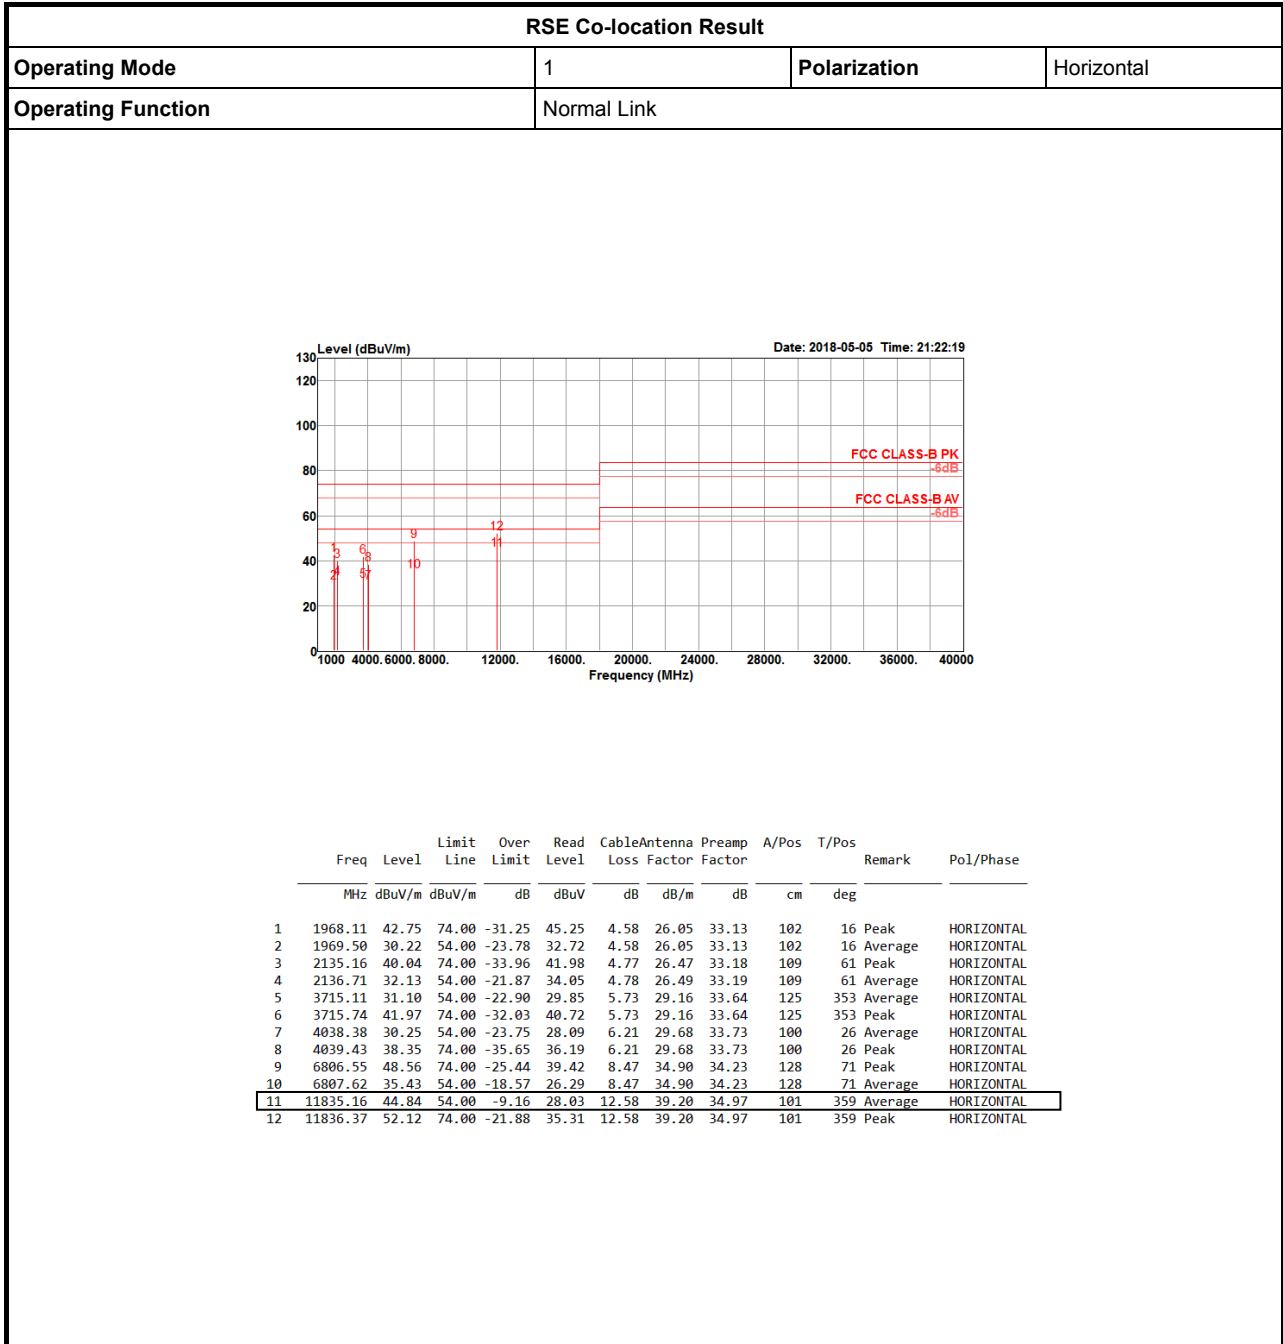 RSE Co-location Result
Operating Mode 1 Polarization Horizontal
Operating Function Normal Link
Level (dBuV/m) Date: 2018-05-05 Time: 21:22:19
130
120
100
80
60
40
20
0
FCC CLASS-B PK
-6dB
FCC CLASS-B AV
-6dB
1 2 3 4 5 6 7 8 9 10 11 12
1000 4000. 6000. 8000. 12000. 16000. 20000. 24000. 28000. 32000. 36000. 40000
Frequency (MHz)
Limit Over Read CableAntenna Preamp A/Pos T/Pos
Freq Level Line Limit Level Loss Factor Factor Remark Pol/Phase
MHz dBuV/m dBuV/m dB dBuV dB dB/m dB cm deg
1 1968.11 42.75 74.00 -31.25 45.25 4.58 26.05 33.13 102 16 Peak HORIZONTAL
2 1969.50 30.22 54.00 -23.78 32.72 4.58 26.05 33.13 102 16 Average HORIZONTAL
3 2135.16 40.04 74.00 -33.96 41.98 4.77 26.47 33.18 109 61 Peak HORIZONTAL
4 2136.71 32.13 54.00 -21.87 34.05 4.78 26.49 33.19 109 61 Average HORIZONTAL
5 3715.11 31.10 54.00 -22.90 29.85 5.73 29.16 33.64 125 353 Average HORIZONTAL
6 3715.74 41.97 74.00 -32.03 40.72 5.73 29.16 33.64 125 353 Peak HORIZONTAL
7 4038.38 30.25 54.00 -23.75 28.09 6.21 29.68 33.73 100 26 Average HORIZONTAL
8 4039.43 38.35 74.00 -35.65 36.19 6.21 29.68 33.73 100 26 Peak HORIZONTAL
9 6806.55 48.56 74.00 -25.44 39.42 8.47 34.90 34.23 128 71 Peak HORIZONTAL
10 6807.62 35.43 54.00 -18.57 26.29 8.47 34.90 34.23 128 71 Average HORIZONTAL
11 11835.16 44.84 54.00 -9.16 28.03 12.58 39.20 34.97 101 359 Average HORIZONTAL
12 11836.37 52.12 74.00 -21.88 35.31 12.58 39.20 34.97 101 359 Peak HORIZONTAL